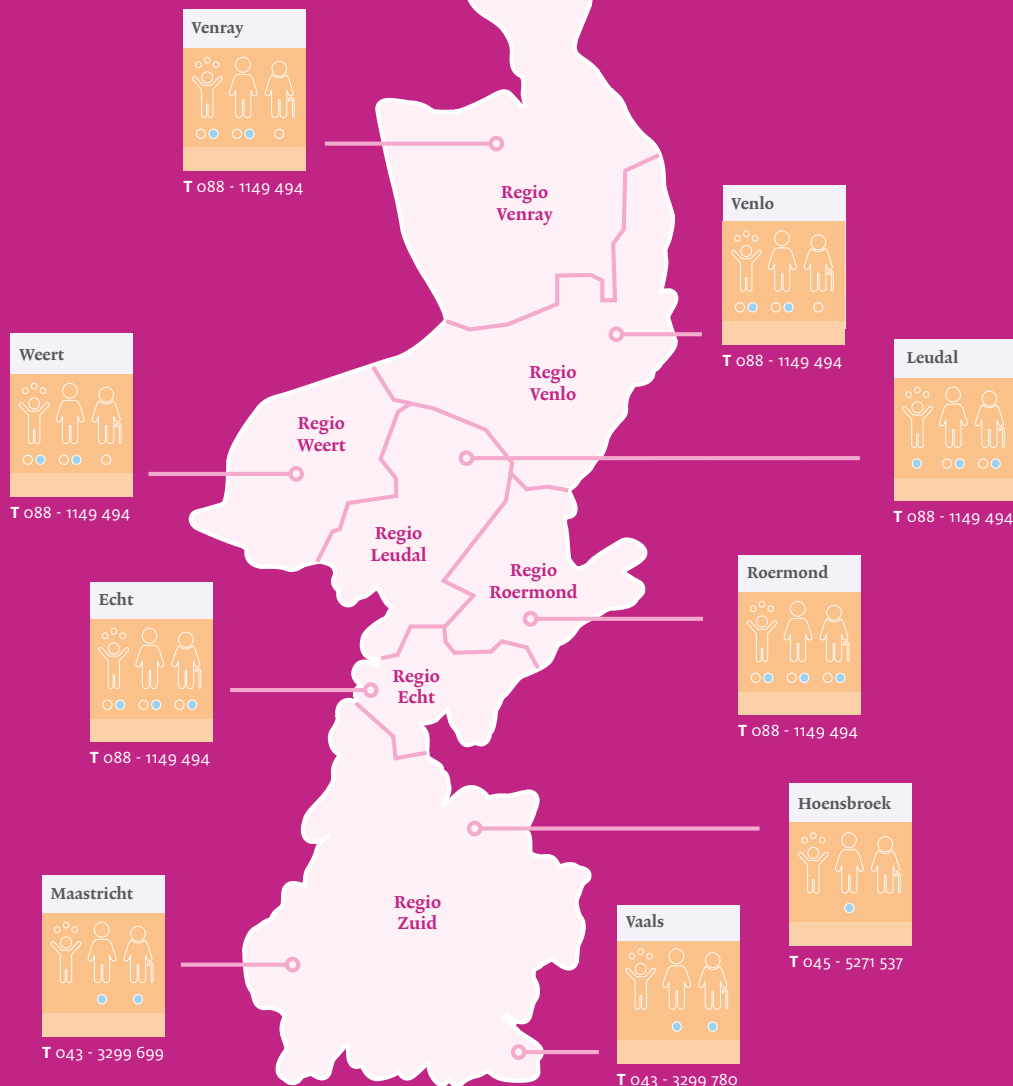 Venray
T 088 - 1149 494
Regio
Venray
Venlo
T 088 - 1149 494
Weert
T 088 - 1149 494
Leudal
T 088 - 1149 494
Regio
Venlo
Regio
Weert
Regio
Leudal
Regio
Roermond
Roermond
T 088 - 1149 494
Echt
T 088 - 1149 494
Regio
Echt
Hoensbroek
T 045 - 5271 537
Regio
Zuid
Maastricht
T 043 - 3299 699
Vaals
T 043 - 3299 780